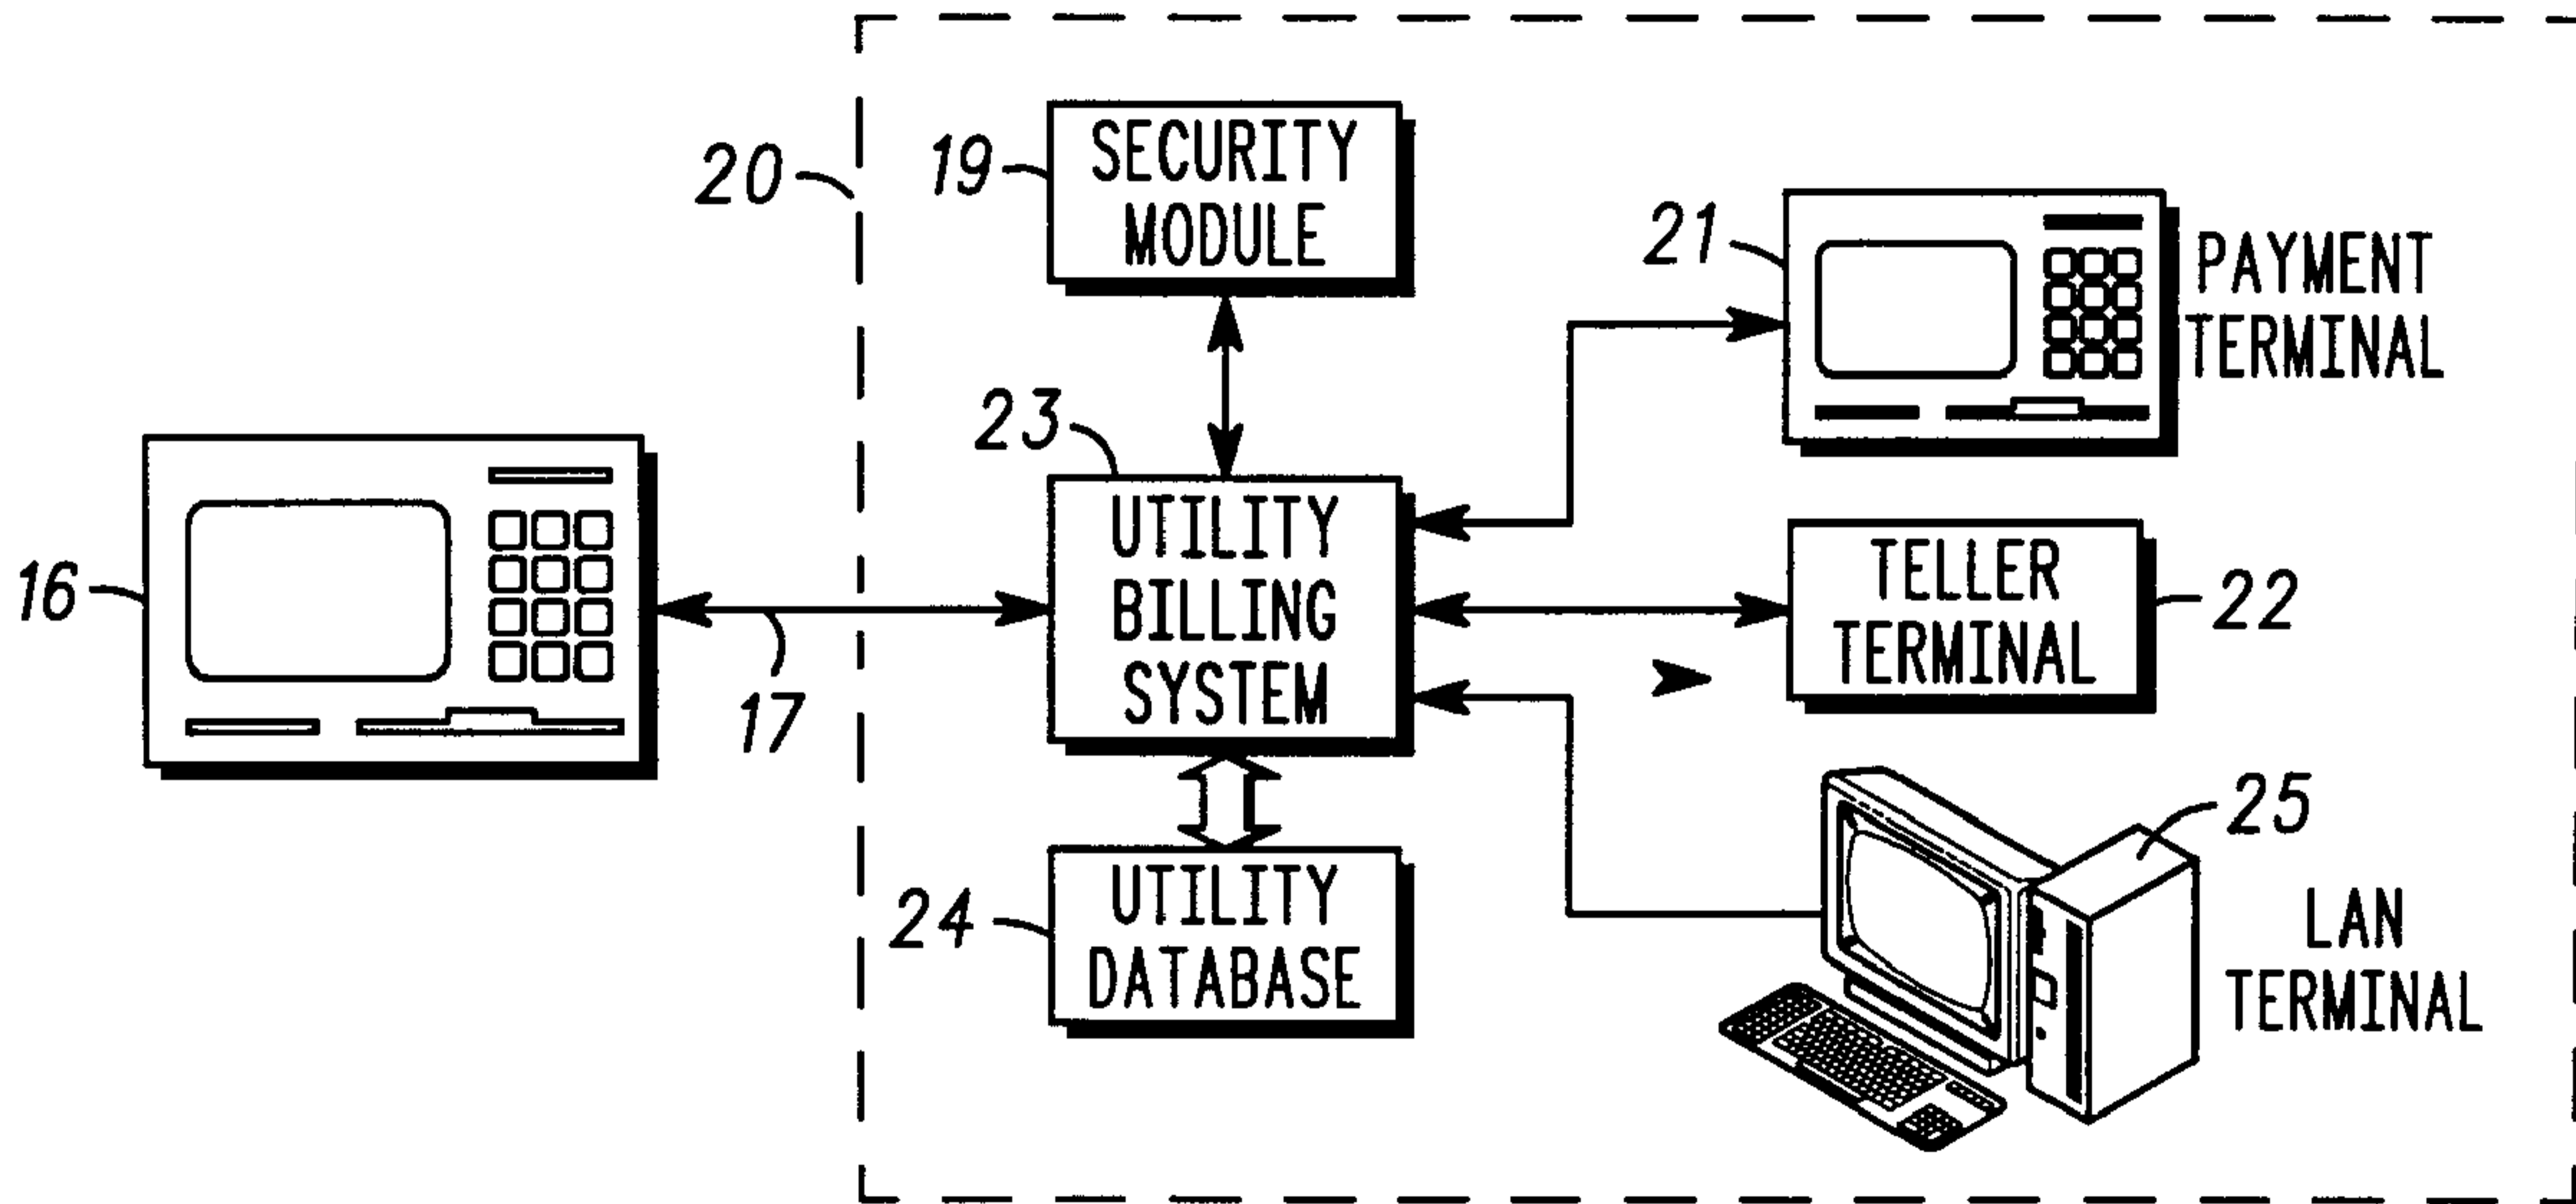 20
19
SECURITY
MODULE
21
PAYMENT
TERMINAL
23
16
17
UTILITY
BILLING
SYSTEM
TELLER
TERMINAL
22
24
UTILITY
DATABASE
25
LAN
TERMINAL